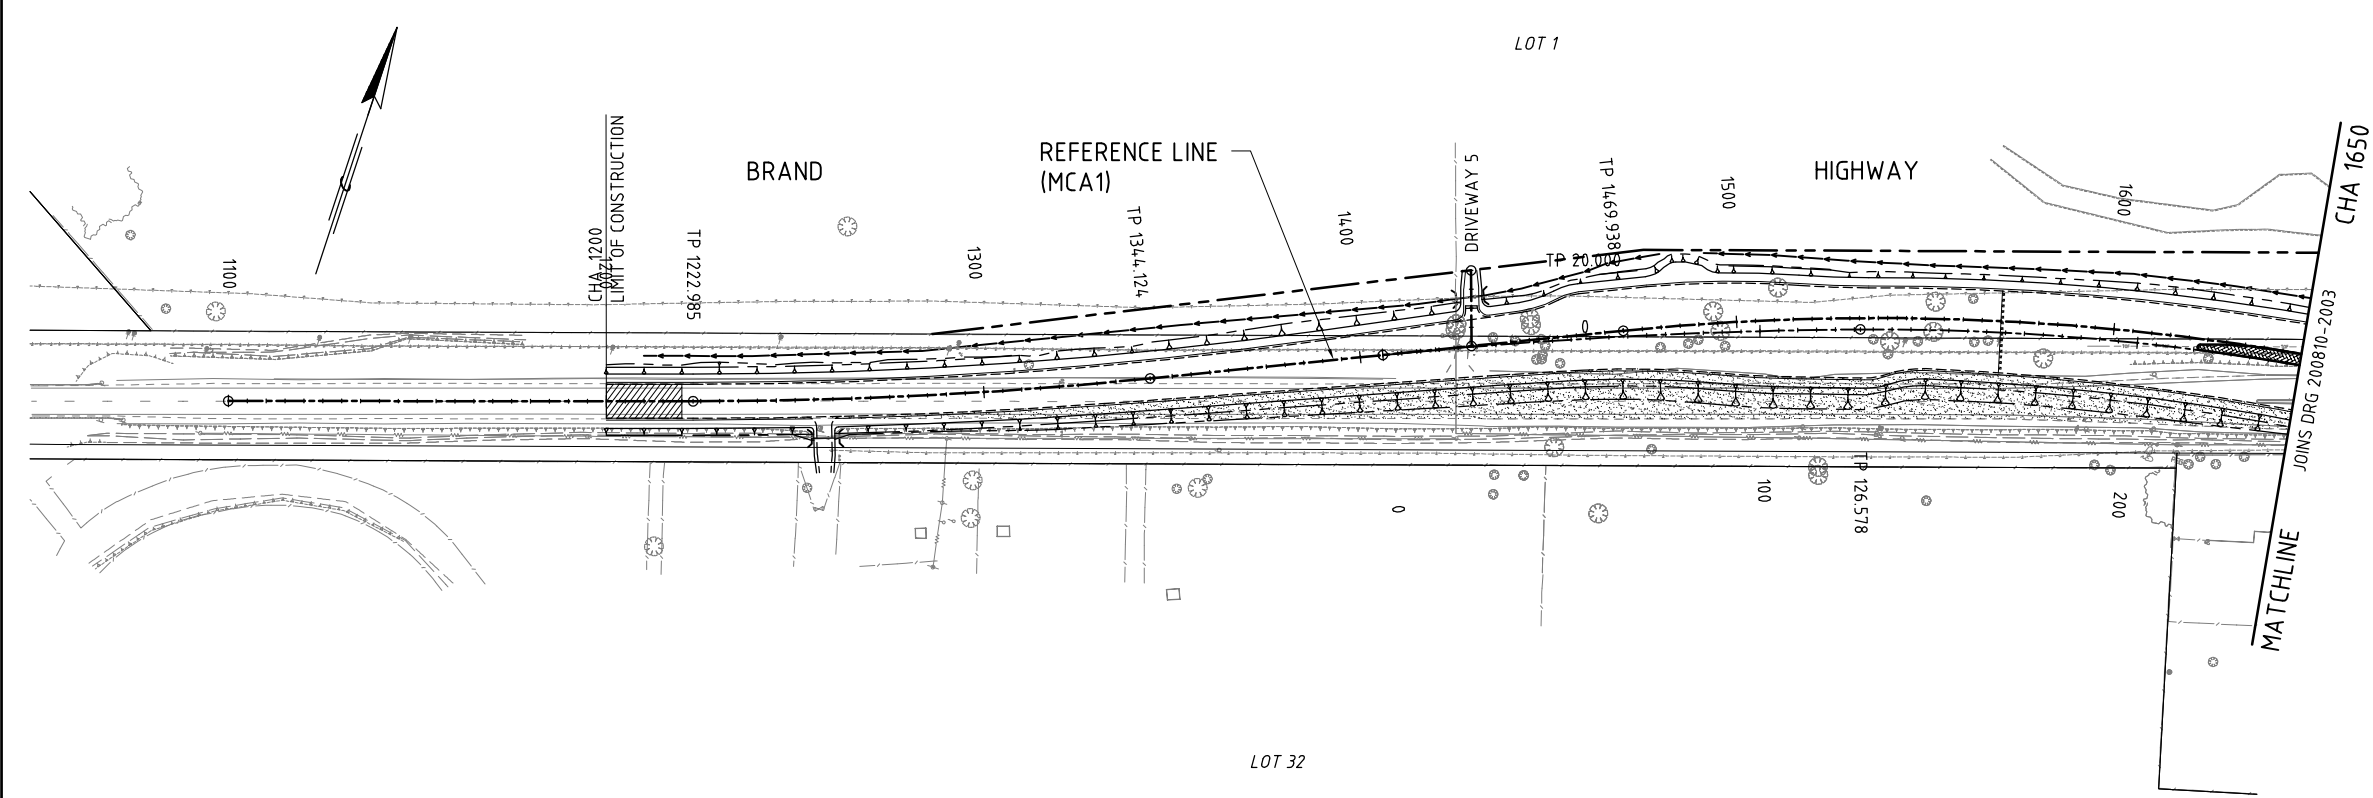 LOT 1
BRAND
REFERENCE LINE
(MCA1)
HIGHWAY
CHA 1650
JOINS DRG 200810-2003
MATCHLINE
LIMIT OF CONSTRUCTION
CHA 1200
1200
1100
TP 1222.985
1300
TP 1344.124
1400
DRIVEWAY 5
TP 1469.938
TP 20.000
1500
1600
0
0
100
TP 126.578
200
LOT 32